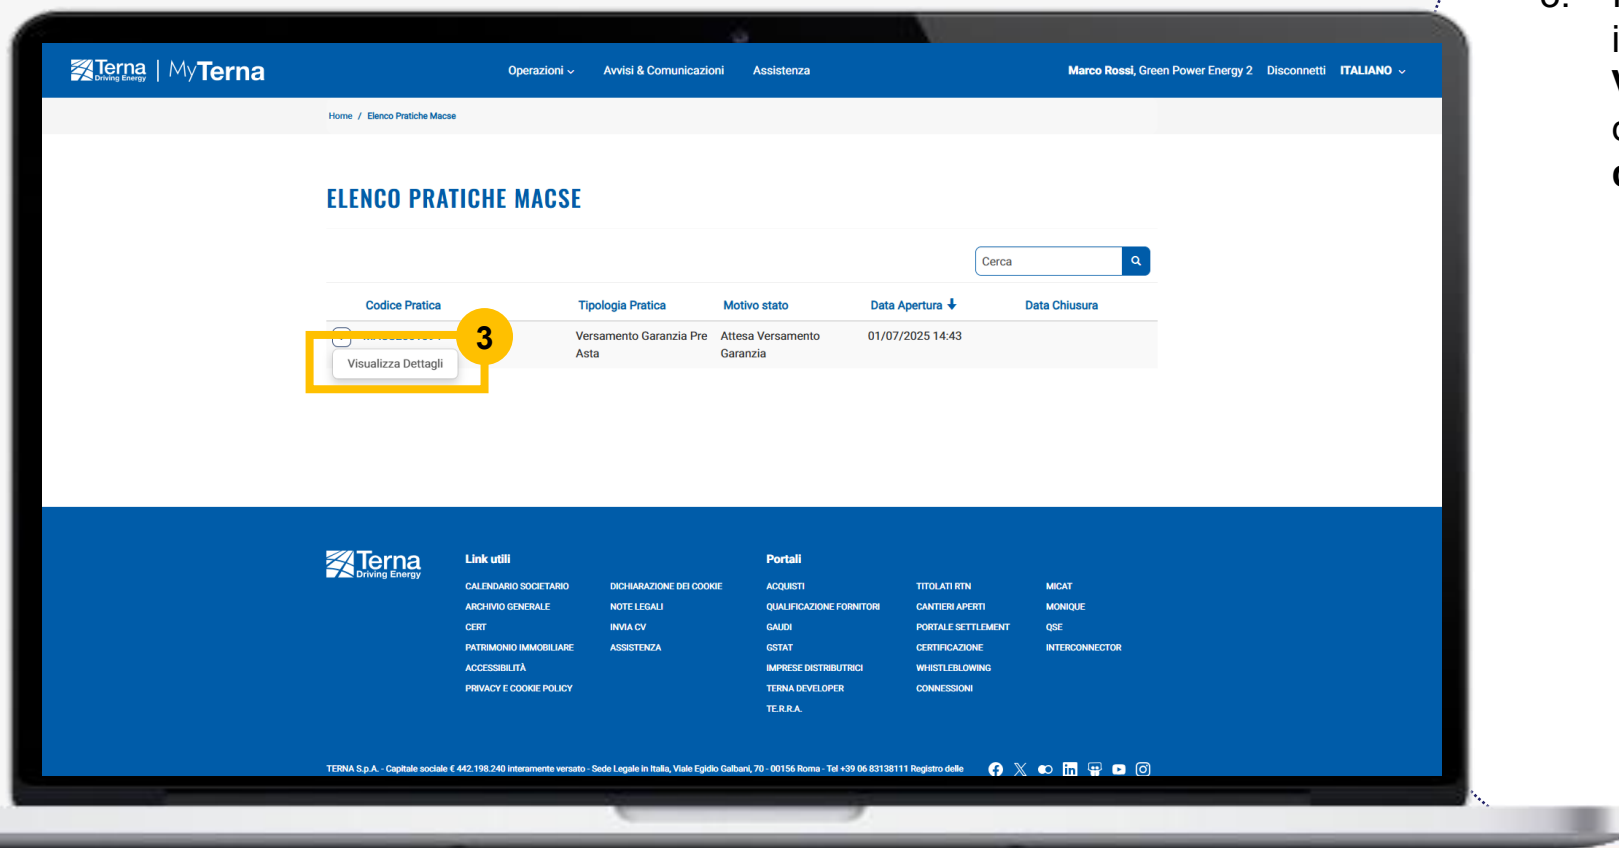 Terna
Driving Energy
MyTerna
Operazioni
Avvisi & Comunicazioni
Assistenza
Marco Rossi, Green Power Energy 2
Disconnetti
ITALIANO
Home / Elenco Pratiche Macse
ELENCO PRATICHE MACSE
Cerca
Codice Pratica
Tipologia Pratica
Motivo stato
Data Apertura
Data Chiusura
3
Versamento Garanzia Pre
Asta
Attesa Versamento
Garanzia
01/07/2025 14:43
Visualizza Dettagli
Terna
Driving Energy
Link utili
CALENDARIO SOCIETARIO
ARCHIVIO GENERALE
CERT
PATRIMONIO IMMOBILIARE
ACCESSIBILITÀ
PRIVACY E COOKIE POLICY
DICHIARAZIONE DEI COOKIE
NOTE LEGALI
INVIA CV
ASSISTENZA
Portali
ACQUISTI
QUALIFICAZIONE FORNITORI
GAUDI
GSTAT
IMPRESE DISTRIBUTRICI
TERNA DEVELOPER
TE.R.R.A.
TITOLATI RTN
CANTIERI APERTI
PORTALE SETTLEMENT
CERTIFICAZIONE
WHISTLEBLOWING
CONNESSIONI
MICAT
MONIQUE
QSE
INTERCONNECTOR
TERNA S.p.A. - Capitale sociale € 442.198.240 interamente versato - Sede Legale in Italia, Viale Egidio Galbani, 70 - 00156 Roma - Tel +39 06 83138111 Registro delle